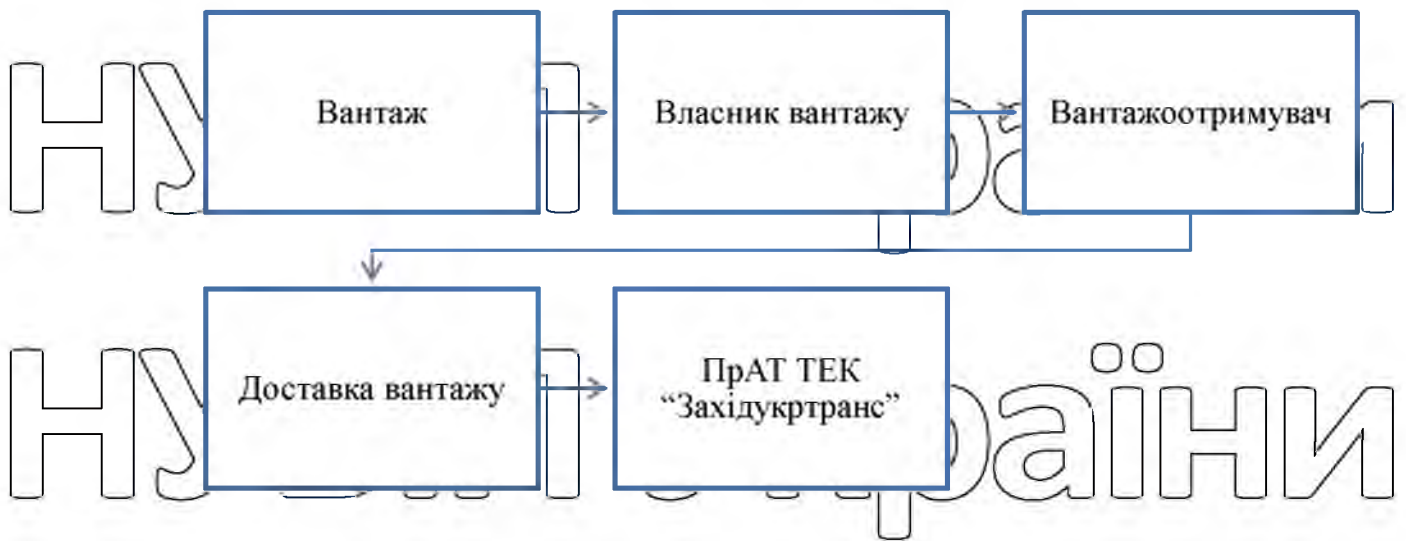 Вантаж
Власник вантажу
Вантажоотримувач
Доставка вантажу
ПрАТ ТЕК
“Західукртранс”